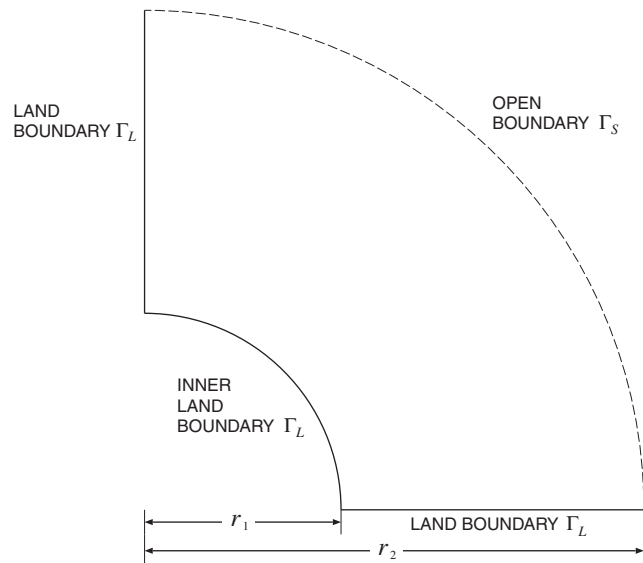 LAND
BOUNDARY Γ_L
OPEN
BOUNDARY Γ_S
INNER
LAND
BOUNDARY Γ_L
r_1
LAND BOUNDARY Γ_L
r_2